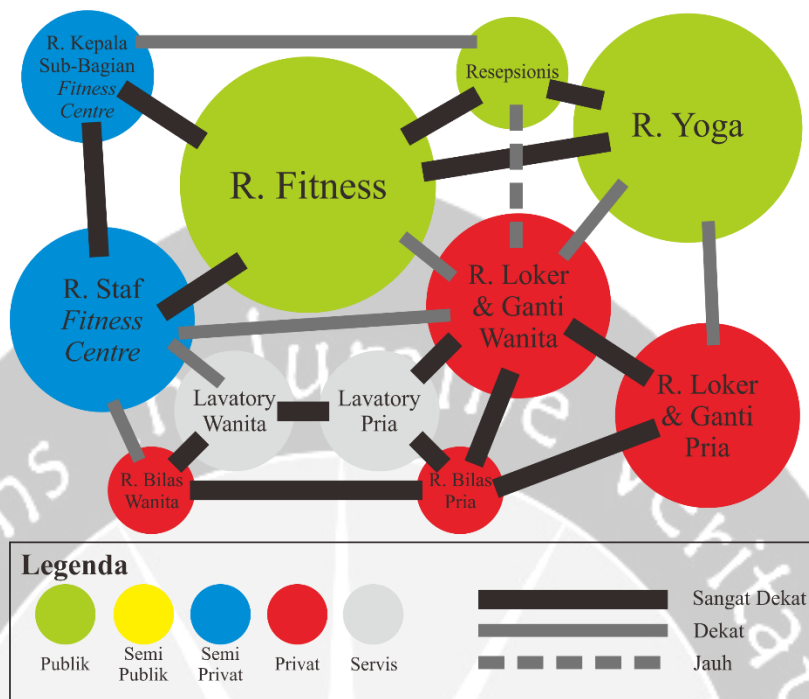 R. Kepala
Sub-Bagian
Fitness
Centre
Resepsionis
R. Yoga
R. Fitness
R. Staf
Fitness
Centre
R. Loker
& Ganti
Wanita
R. Loker
& Ganti
Pria
Lavatory
Wanita
Lavatory
Pria
R. Bilas
Wanita
R. Bilas
Pria
Legenda
Publik
Semi
Publik
Semi
Privat
Privat
Servis
Sangat Dekat
Dekat
Jauh